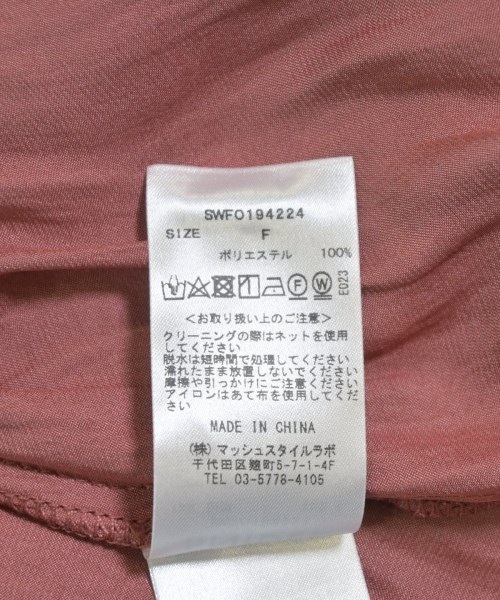 SWFO194224
SIZE F
ポリエステル 100%
F W E023
<お取り扱い上のご注意>
クリーニングの際はネットを使用
してください
脱水は短時間で処理してください
濡れたまま放置しないでください
摩擦や引っかけにご注意ください
アイロンはあて布を使用してくだ
さい
MADE IN CHINA
(株)マッシュスタイルラボ
千代田区麹町5-7-1-4F
TEL 03-5778-4105